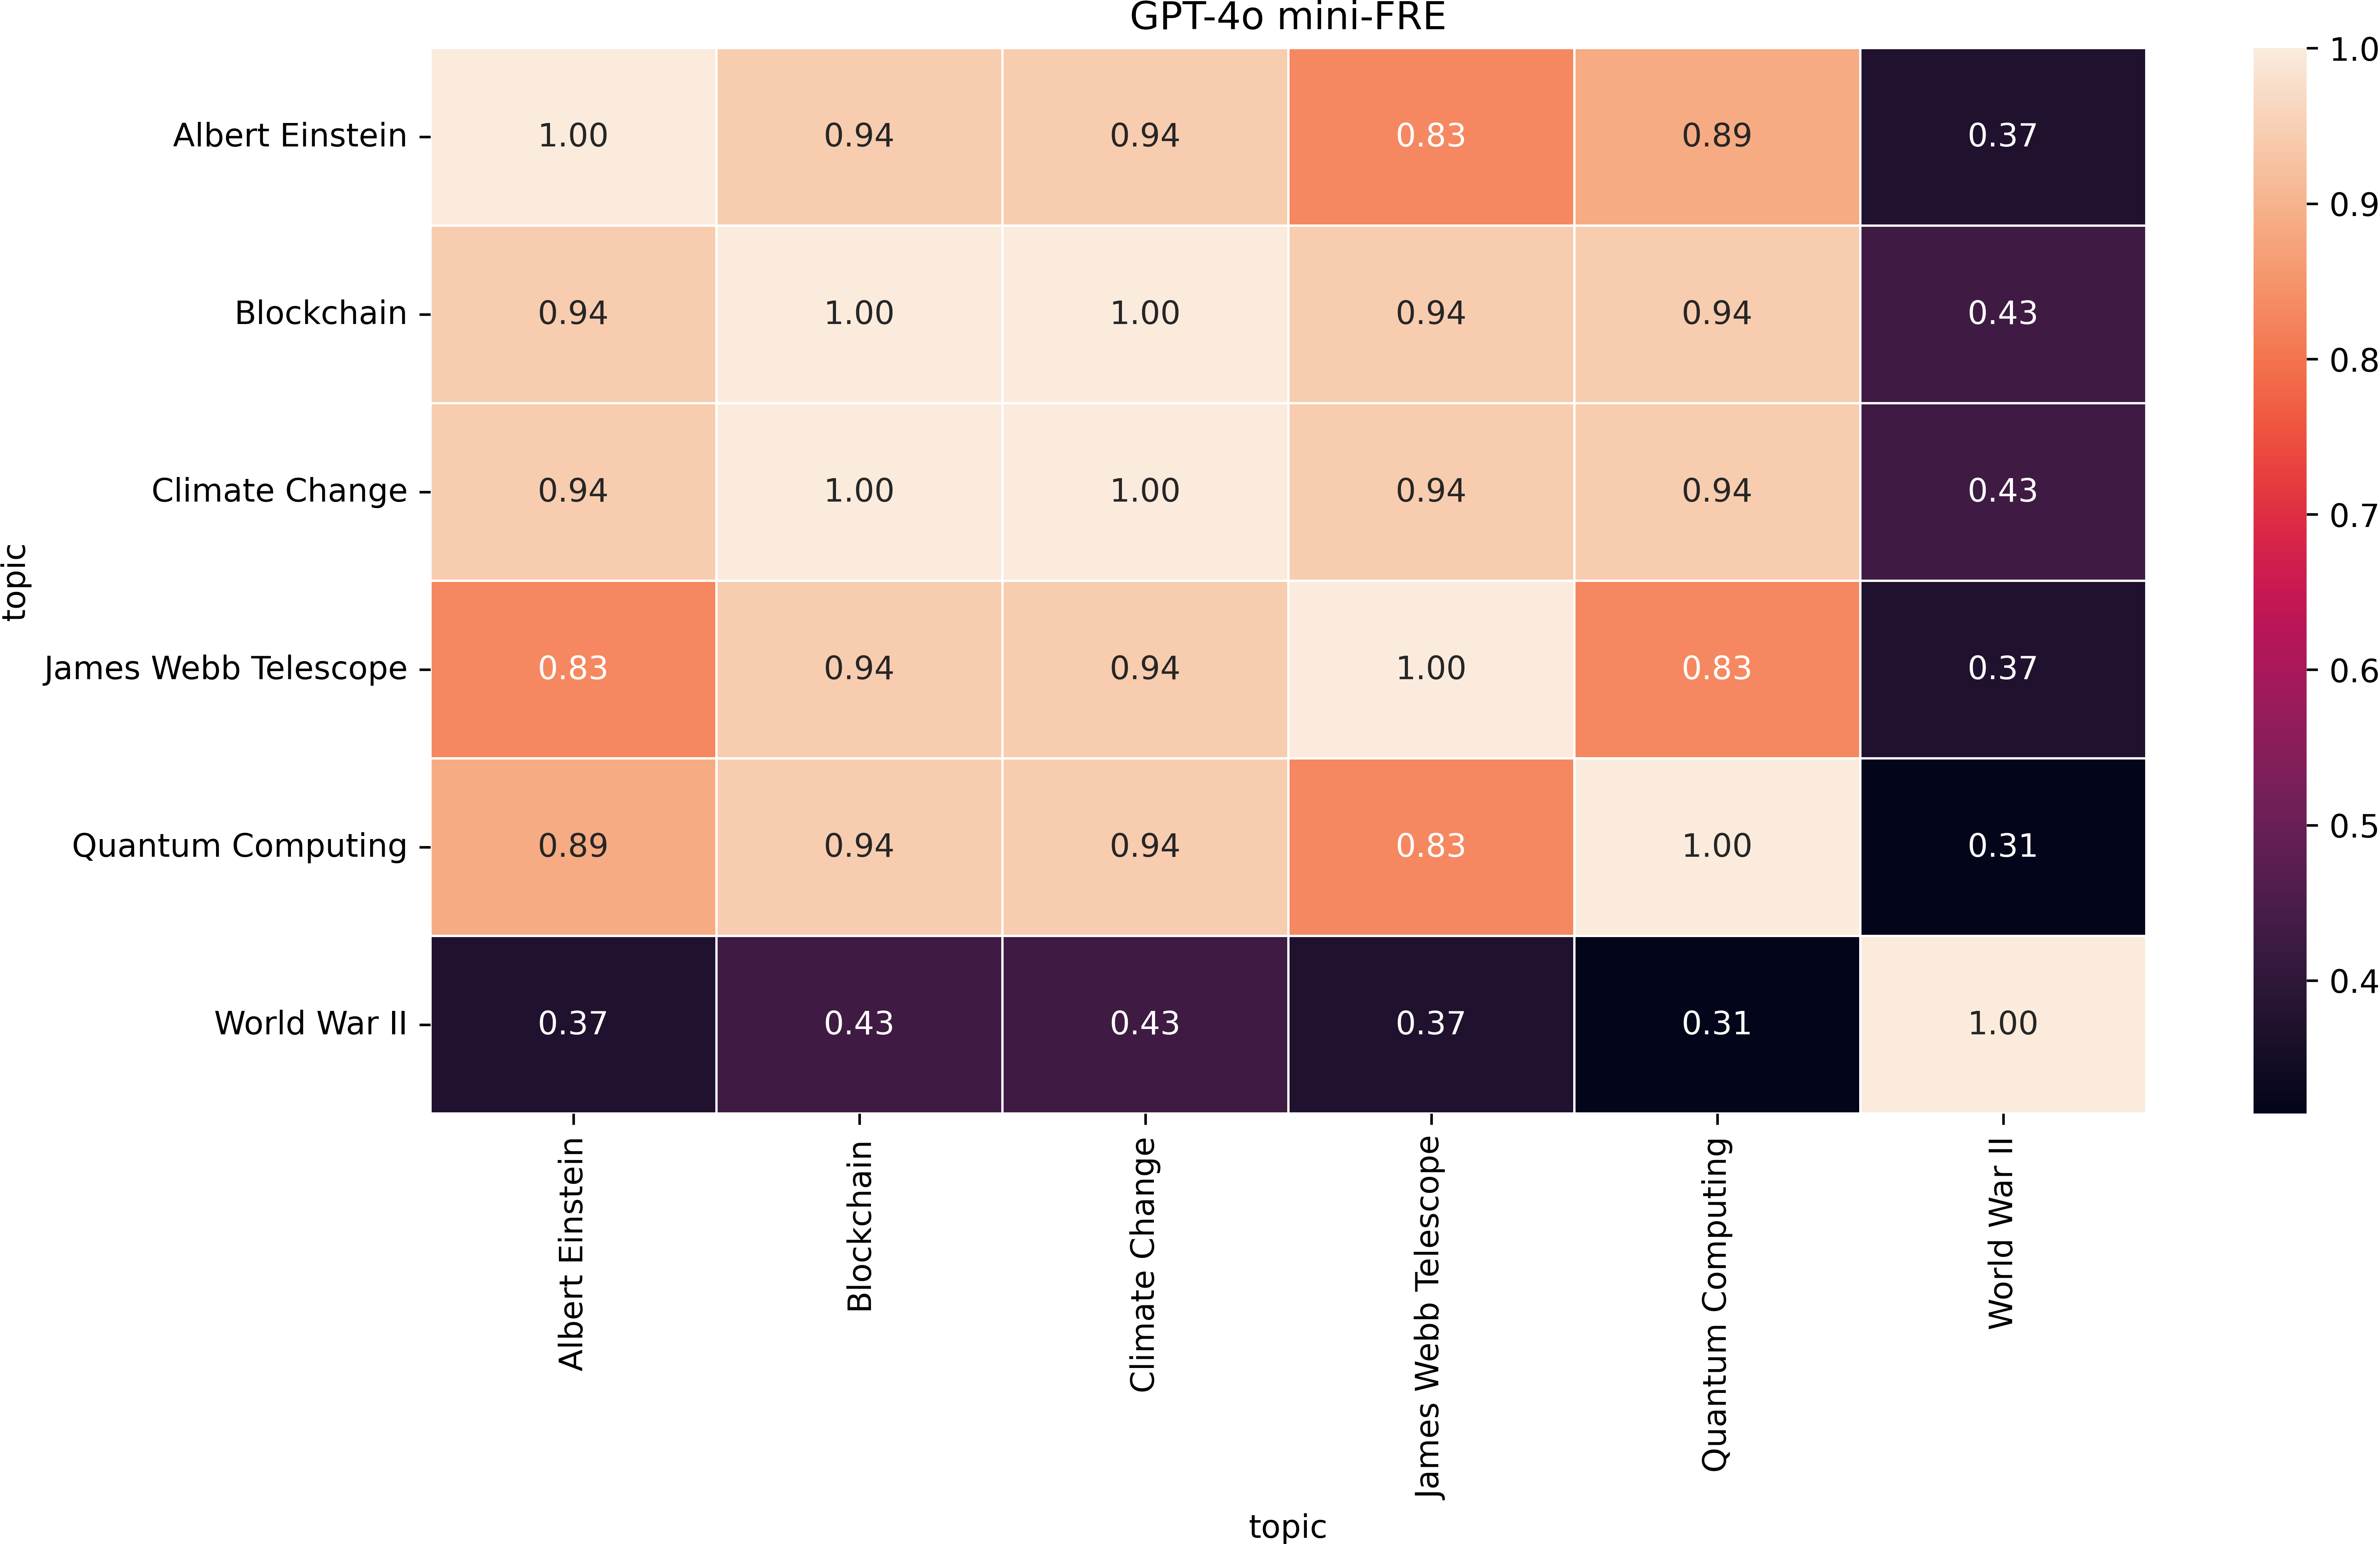 GPT-4o mini-FRE
Albert Einstein 1.00 0.94 0.94 0.83 0.89 0.37
Blockchain 0.94 1.00 1.00 0.94 0.94 0.43
Climate Change 0.94 1.00 1.00 0.94 0.94 0.43
James Webb Telescope 0.83 0.94 0.94 1.00 0.83 0.37
Quantum Computing 0.89 0.94 0.94 0.83 1.00 0.31
World War II 0.37 0.43 0.43 0.37 0.31 1.00
topic
Albert Einstein
Blockchain
Climate Change
James Webb Telescope
Quantum Computing
World War II
topic
1.0
0.9
0.8
0.7
0.6
0.5
0.4